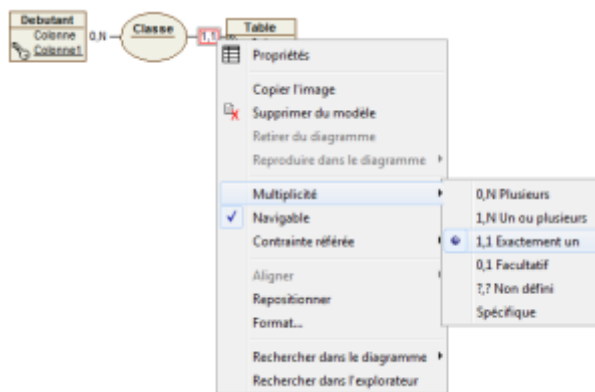 Debutant
Colonne
Colonne1
0,N
Classe
1,1
Table
Propriétés
Copier l'image
Supprimer du modèle
Retirer du diagramme
Reproduire dans le diagramme
Multiplicité
Navigable
Contrainte référée
Aligner
Repositionner
Format...
Rechercher dans le diagramme
Rechercher dans l'explorateur
0,N Plusieurs
1,N Un ou plusieurs
1,1 Exactement un
0,1 Facultatif
?,? Non défini
Spécifique